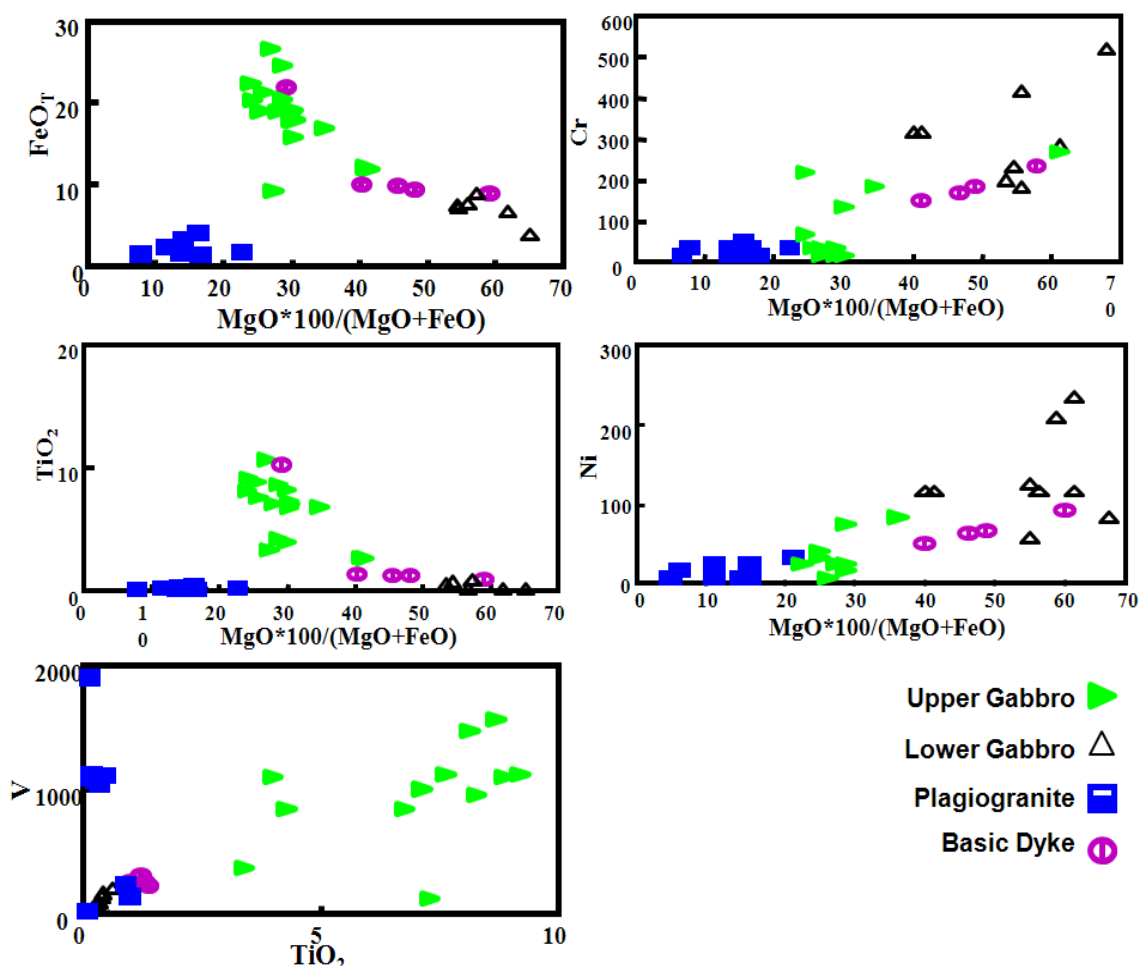 30
20
10
0
FeOT
0 10 20 30 40 50 60 70
MgO*100/(MgO+FeO)
600
500
400
300
200
100
0
Cr
0 10 20 30 40 50 60 7
0
MgO*100/(MgO+FeO)
20
10
0
TiO2
0 1 20 30 40 50 60 70
0
MgO*100/(MgO+FeO)
300
200
100
0
Ni
0 10 20 30 40 50 60 70
MgO*100/(MgO+FeO)
2000
1000
0
V
0 5 10
TiO2
Upper Gabbro
Lower Gabbro
Plagiogranite
Basic Dyke